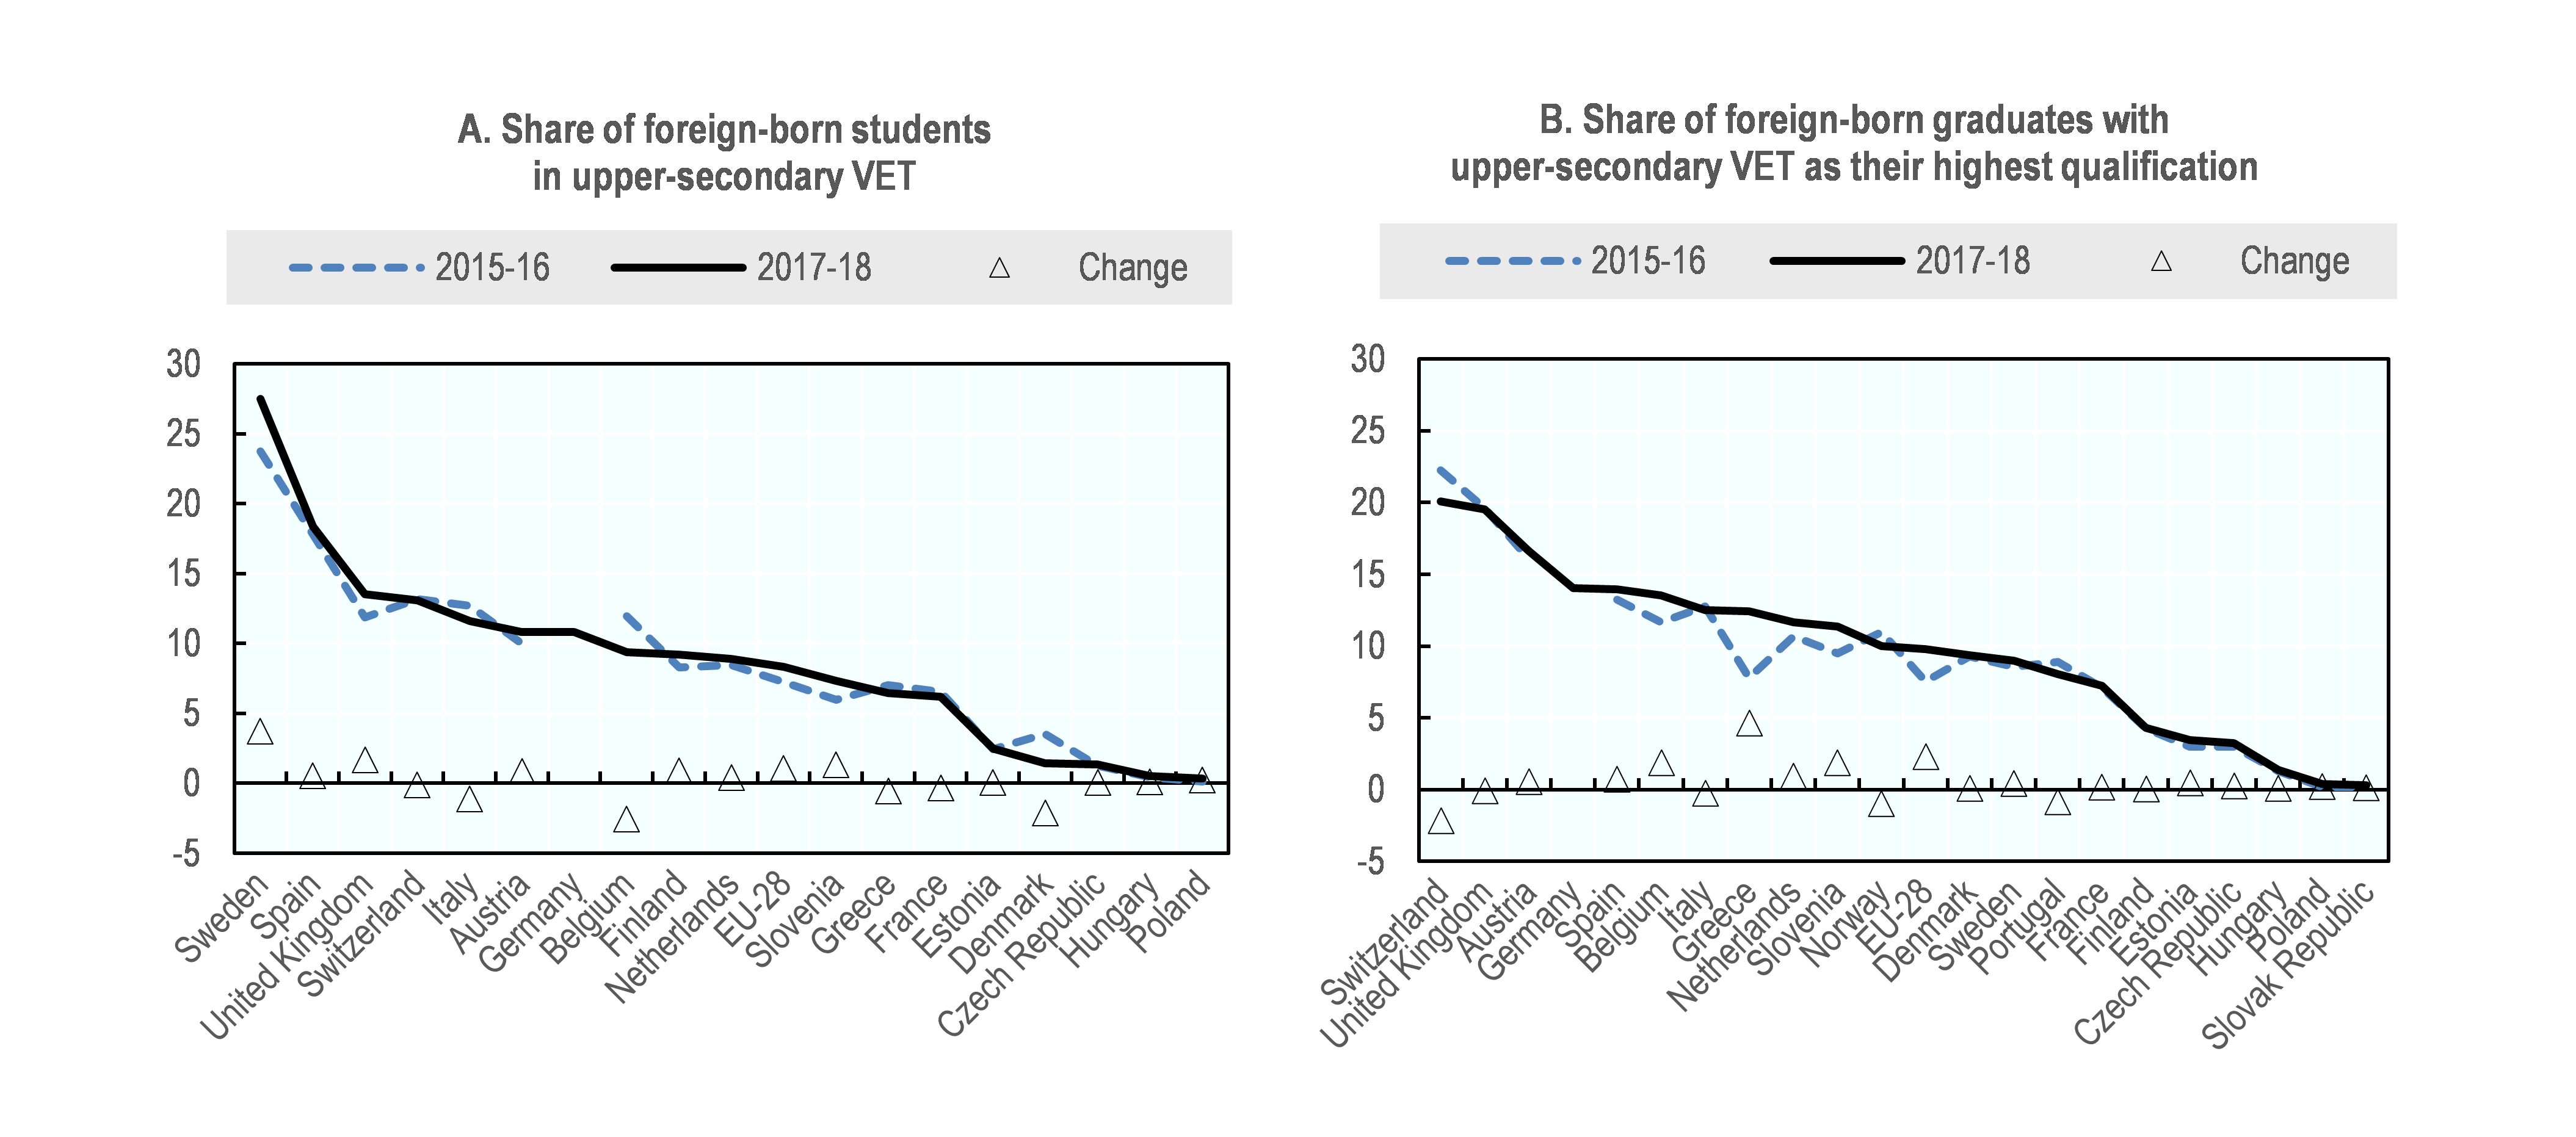 A. Share of foreign-born students
in upper-secondary VET
2015-16 2017-18 Change
30
25
20
15
10
5
0
-5
Sweden
Spain
United Kingdom
Switzerland
Italy
Austria
Germany
Belgium
Finland
Netherlands
EU-28
Slovenia
Greece
France
Estonia
Denmark
Czech Republic
Hungary
Poland
B. Share of foreign-born graduates with
upper-secondary VET as their highest qualification
2015-16 2017-18 Change
30
25
20
15
10
5
0
-5
Switzerland
United Kingdom
Austria
Germany
Spain
Belgium
Italy
Greece
Netherlands
Slovenia
Norway
EU-28
Denmark
Sweden
Portugal
France
Finland
Estonia
Czech Republic
Hungary
Poland
Slovak Republic